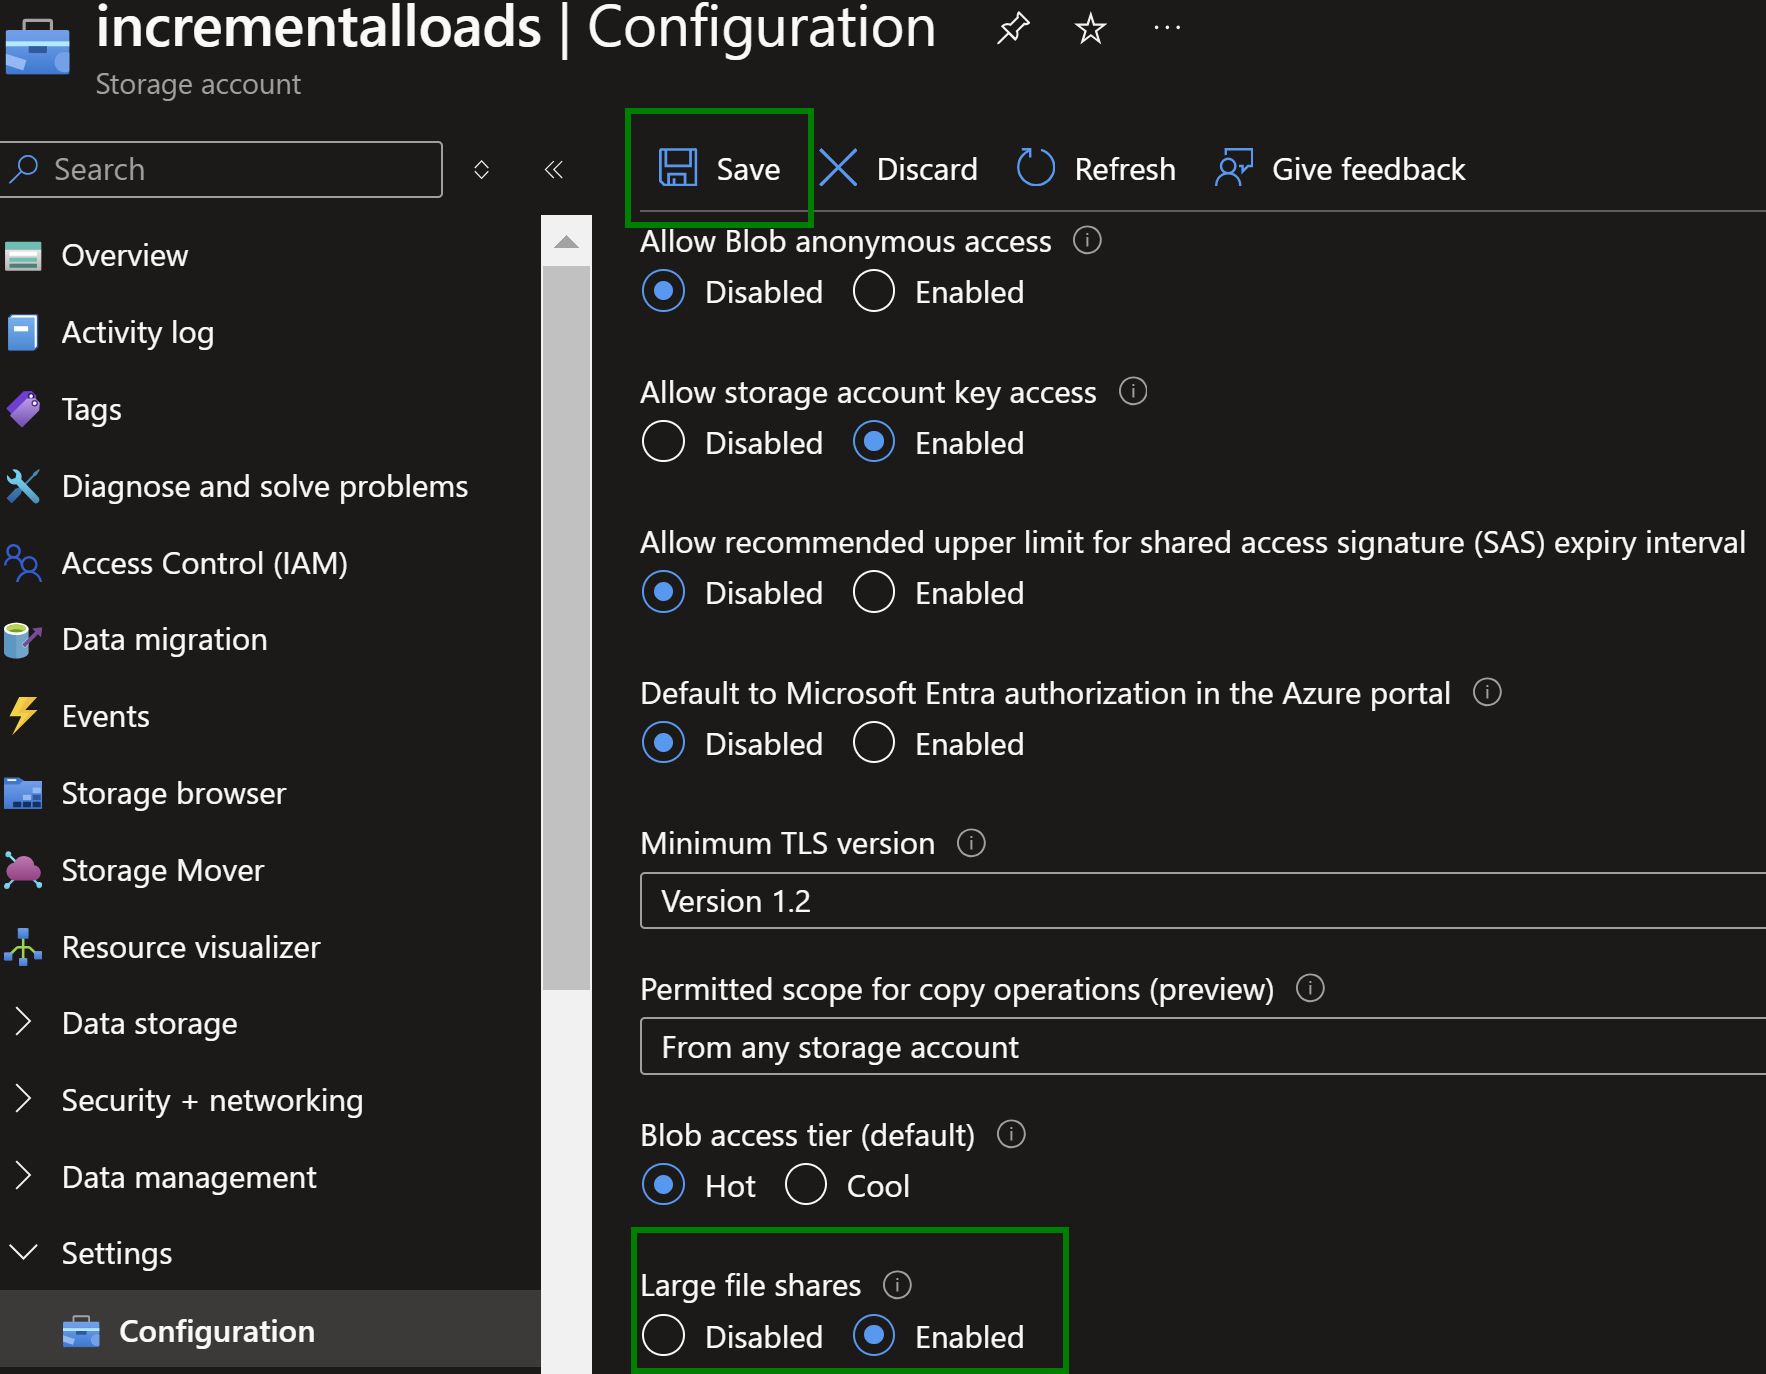 incrementalloads | Configuration
Storage account
Search
Save
Discard
Refresh
Give feedback
Overview
Activity log
Tags
Diagnose and solve problems
Access Control (IAM)
Data migration
Events
Storage browser
Storage Mover
Resource visualizer
Data storage
Security + networking
Data management
Settings
Configuration
Allow Blob anonymous access
Disabled Enabled
Allow storage account key access
Disabled Enabled
Allow recommended upper limit for shared access signature (SAS) expiry interval
Disabled Enabled
Default to Microsoft Entra authorization in the Azure portal
Disabled Enabled
Minimum TLS version
Version 1.2
Permitted scope for copy operations (preview)
From any storage account
Blob access tier (default)
Hot Cool
Large file shares
Disabled Enabled